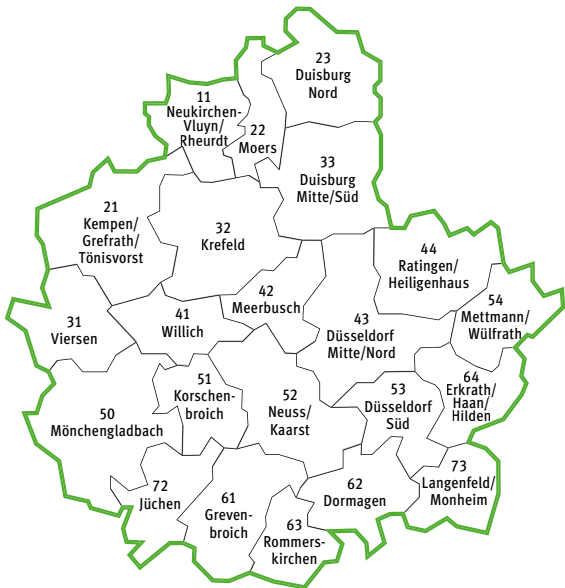 23
Duisburg
Nord
11
Neukirchen-
Vluyn/
Rheurdt
22
Moers
33
Duisburg
Mitte/Süd
21
Kempen/
Grefrath/
Tönisvorst
32
Krefeld
44
Ratingen/
Heiligenhaus
42
Meerbusch
54
Mettmann/
Wülfrath
31
Viersen
41
Willich
43
Düsseldorf
Mitte/Nord
51
Korschen-
broich
52
Neuss/
Kaarst
53
Düsseldorf
Süd
64
Erkrath/
Haan/
Hilden
50
Mönchengladbach
72
Jüchen
61
Greven-
broich
62
Dormagen
73
Langenfeld/
Monheim
63
Rommers-
kirchen